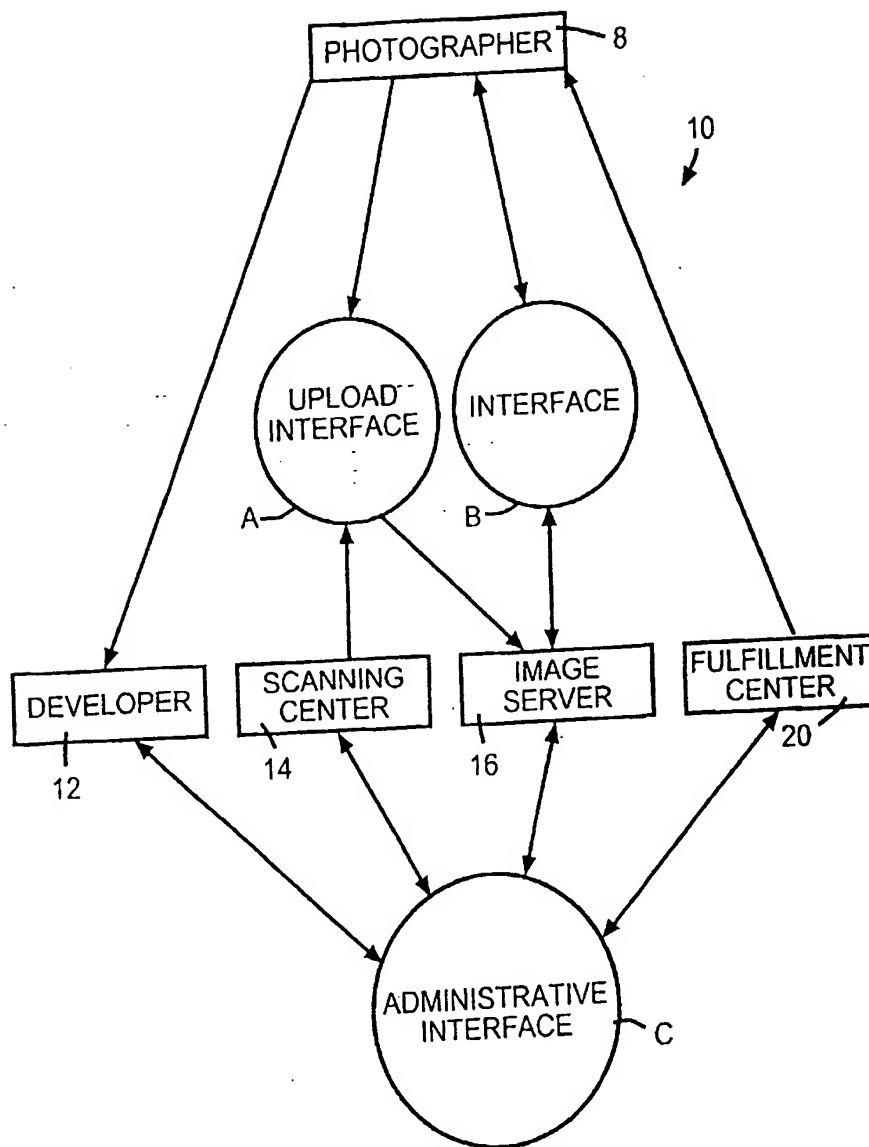 PHOTOGRAPHER
8
10
UPLOAD
INTERFACE
INTERFACE
A
B
DEVELOPER
12
SCANNING
CENTER
14
IMAGE
SERVER
16
FULFILLMENT
CENTER
20
ADMINISTRATIVE
INTERFACE
C